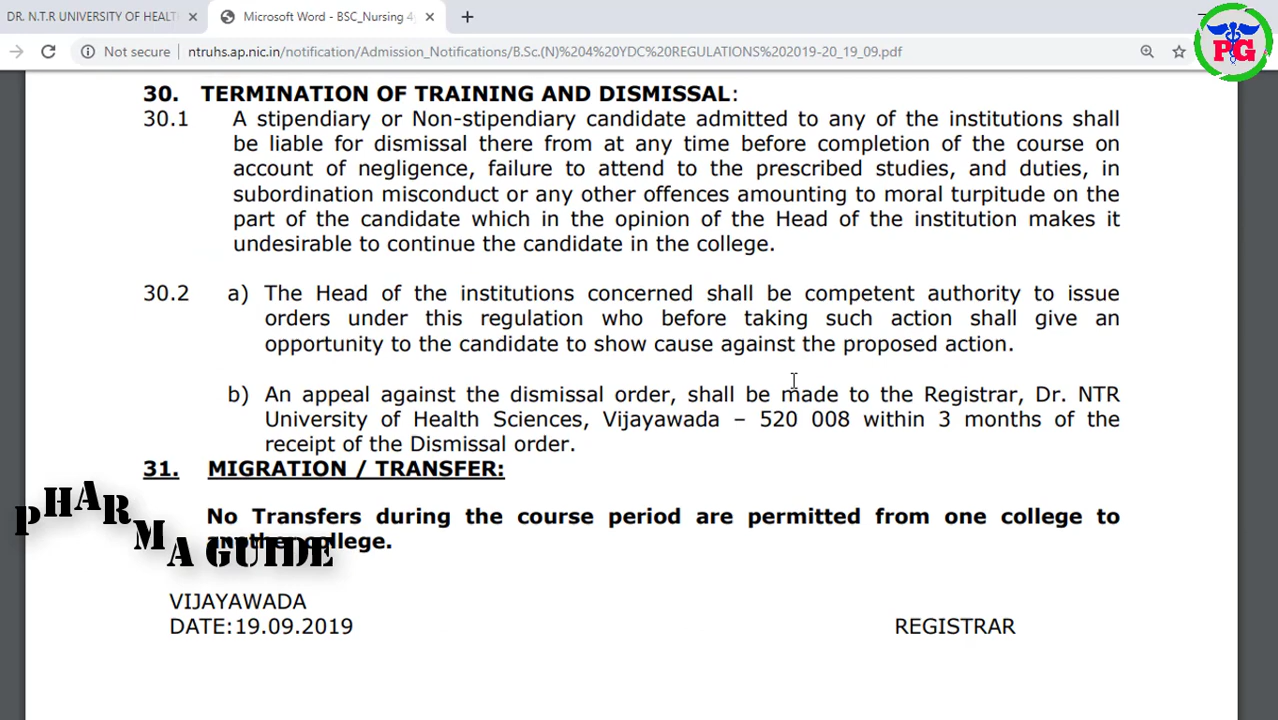 DR. N.T.R UNIVERSITY OF HEALT
Microsoft Word - BSC_Nursing 4
PG
Not secure
ntruhs.ap.nic.in/notification/Admission_Notifications/B.Sc.(N)%204%20YDC%20REGULATIONS%202019-20_19_09.pdf
30. TERMINATION OF TRAINING AND DISMISSAL:
30.1 A stipendiary or Non-stipendiary candidate admitted to any of the institutions shall
be liable for dismissal there from at any time before completion of the course on
account of negligence, failure to attend to the prescribed studies, and duties, in
subordination misconduct or any other offences amounting to moral turpitude on the
part of the candidate which in the opinion of the Head of the institution makes it
undesirable to continue the candidate in the college.
30.2 a) The Head of the institutions concerned shall be competent authority to issue
orders under this regulation who before taking such action shall give an
opportunity to the candidate to show cause against the proposed action.
b) An appeal against the dismissal order, shall be made to the Registrar, Dr. NTR
University of Health Sciences, Vijayawada – 520 008 within 3 months of the
receipt of the Dismissal order.
31. MIGRATION / TRANSFER:
No Transfers during the course period are permitted from one college to
another college.
PHARMA GUIDE
VIJAYAWADA
DATE:19.09.2019 REGISTRAR